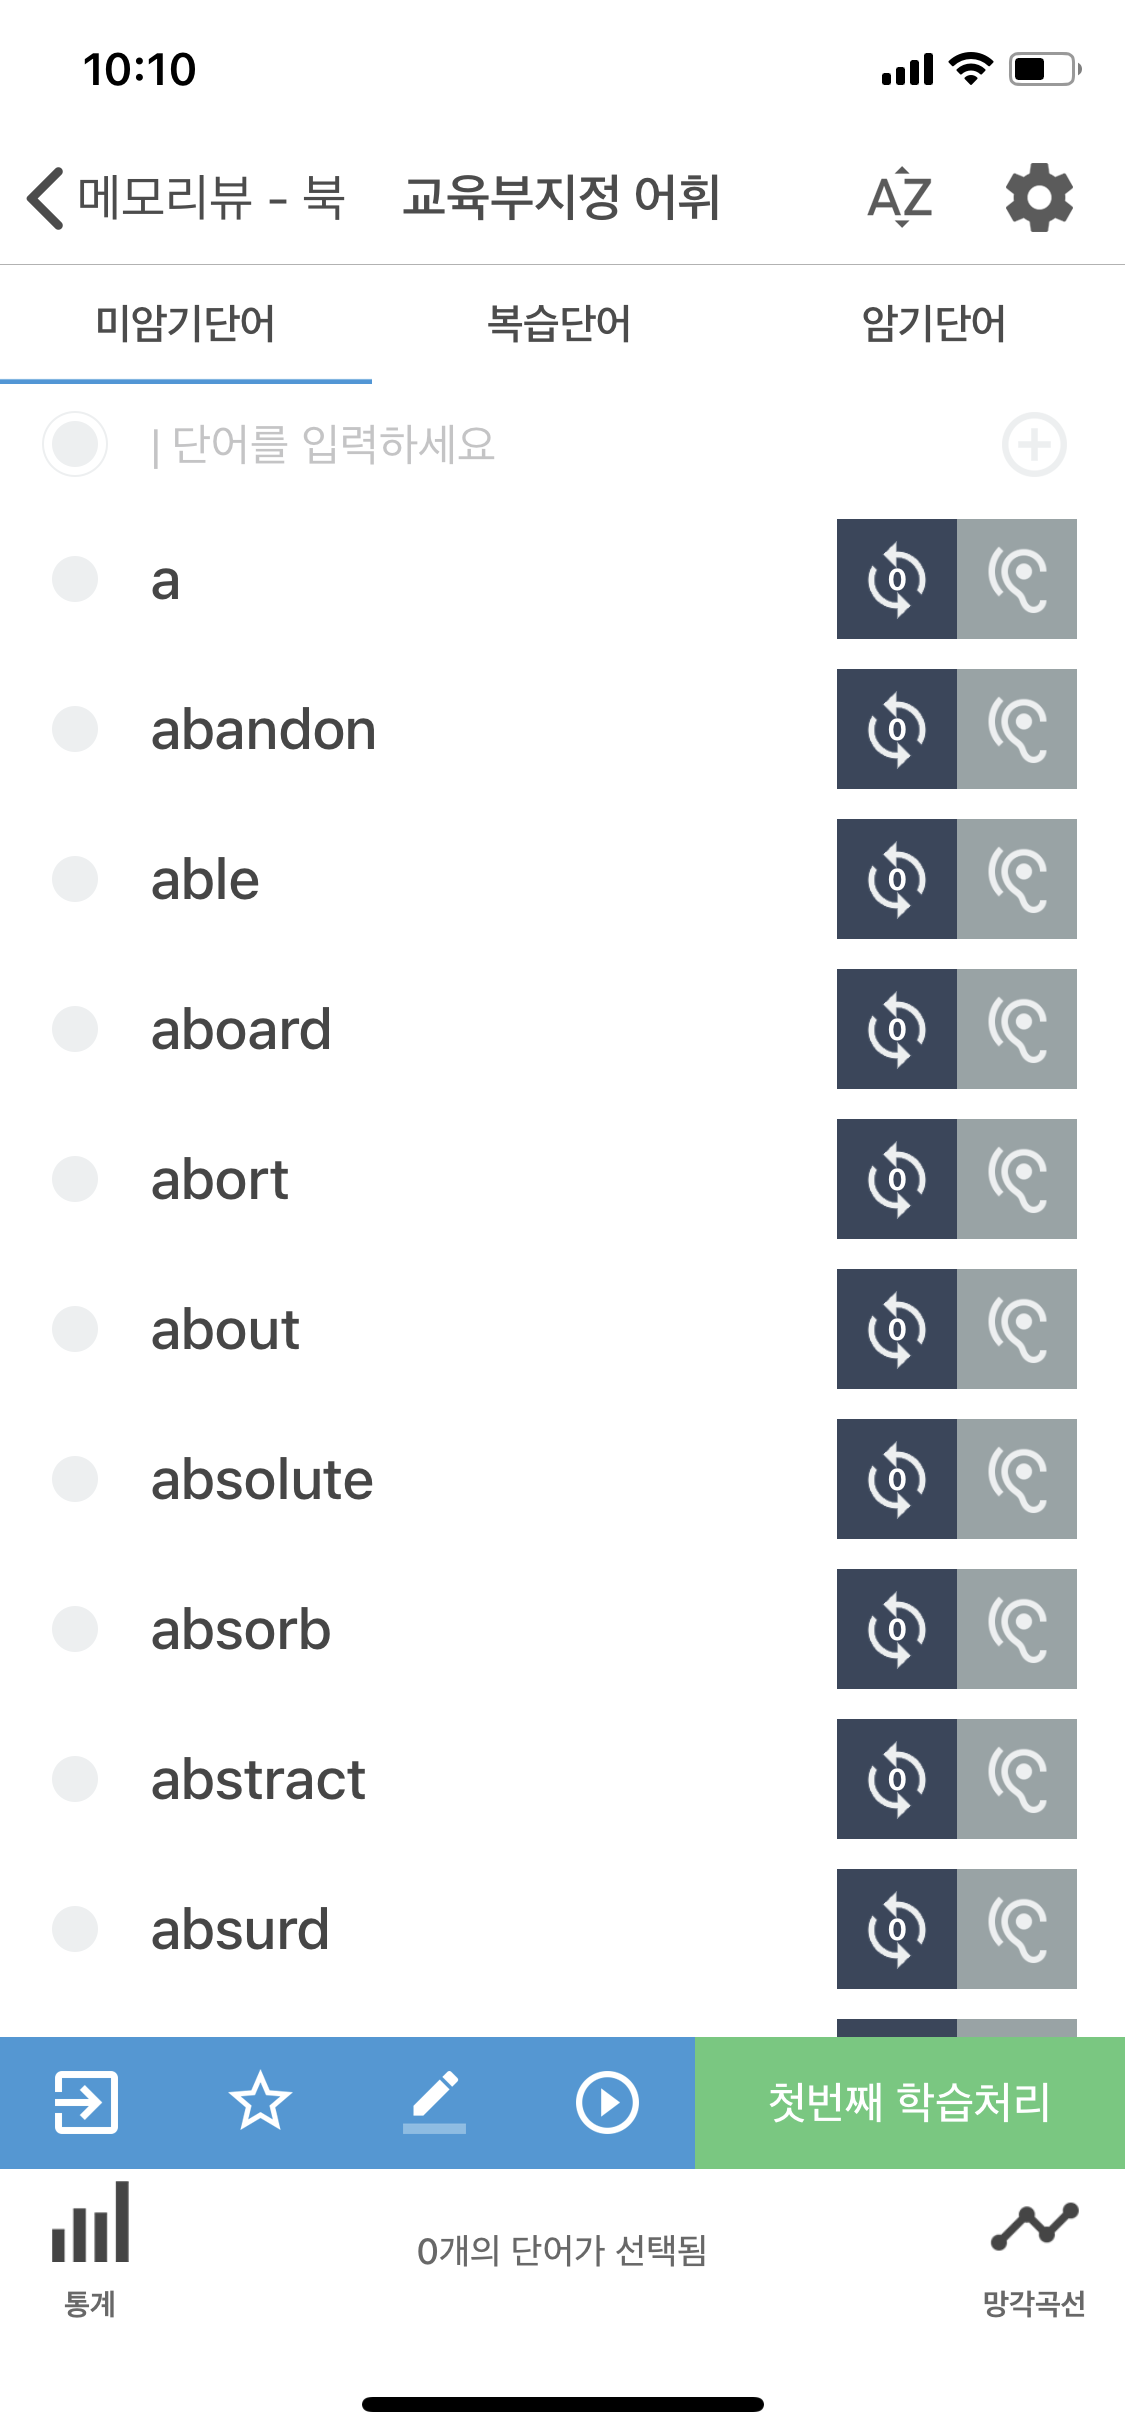 10:10
메모리뷰 - 북 교육부지정 어휘 AZ
미암기단어 복습단어 암기단어
| 단어를 입력하세요
a 0
abandon 0
able 0
aboard 0
abort 0
about 0
absolute 0
absorb 0
abstract 0
absurd 0
첫번째 학습처리
0개의 단어가 선택됨
통계 망각곡선